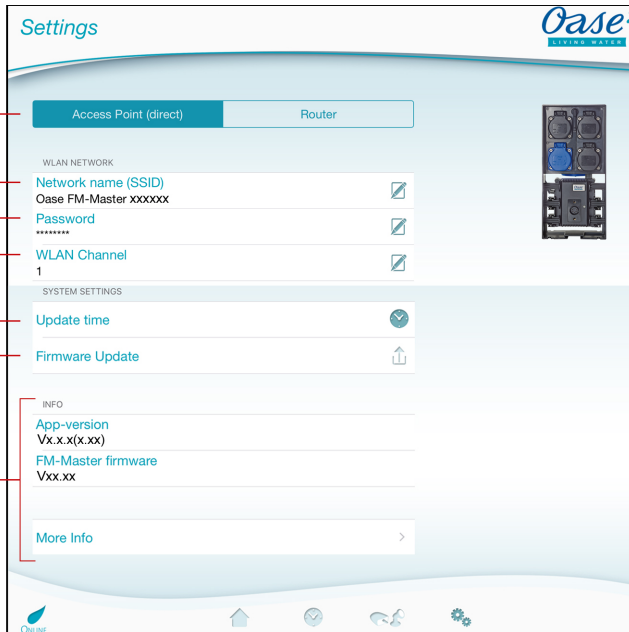 Settings
Oase
LIVING WATER
Access Point (direct)
Router
WLAN NETWORK
Network name (SSID)
Oase FM-Master xxxxxx
Password
********
WLAN Channel
1
SYSTEM SETTINGS
Update time
Firmware Update
INFO
App-version
Vx.x.x(x.xx)
FM-Master firmware
Vxx.xx
More Info
ONLINE